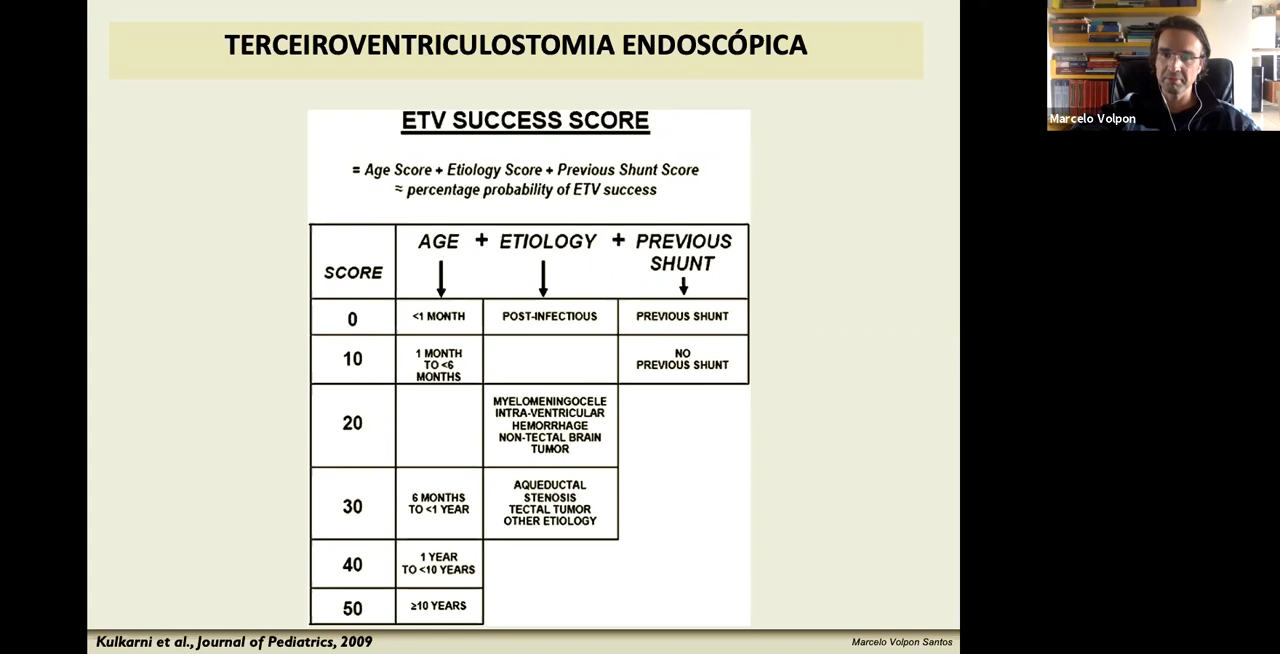 TERCEIROVENTRICULOSTOMIA ENDOSCÓPICA
ETV SUCCESS SCORE
= Age Score + Etiology Score + Previous Shunt Score
≈ percentage probability of ETV success
SCORE
AGE + ETIOLOGY + PREVIOUS
SHUNT
0
<1 MONTH
POST-INFECTIOUS
PREVIOUS SHUNT
10
1 MONTH
TO <6
MONTHS
NO
PREVIOUS SHUNT
20
MYELOMENINGOCELE
INTRA-VENTRICULAR
HEMORRHAGE
NON-TECTAL BRAIN
TUMOR
30
6 MONTHS
TO <1 YEAR
AQUEDUCTAL
STENOSIS
TECTAL TUMOR
OTHER ETIOLOGY
40
1 YEAR
TO <10 YEARS
50
≥10 YEARS
Kulkarni et al., Journal of Pediatrics, 2009
Marcelo Volpon Santos
Marcelo Volpon